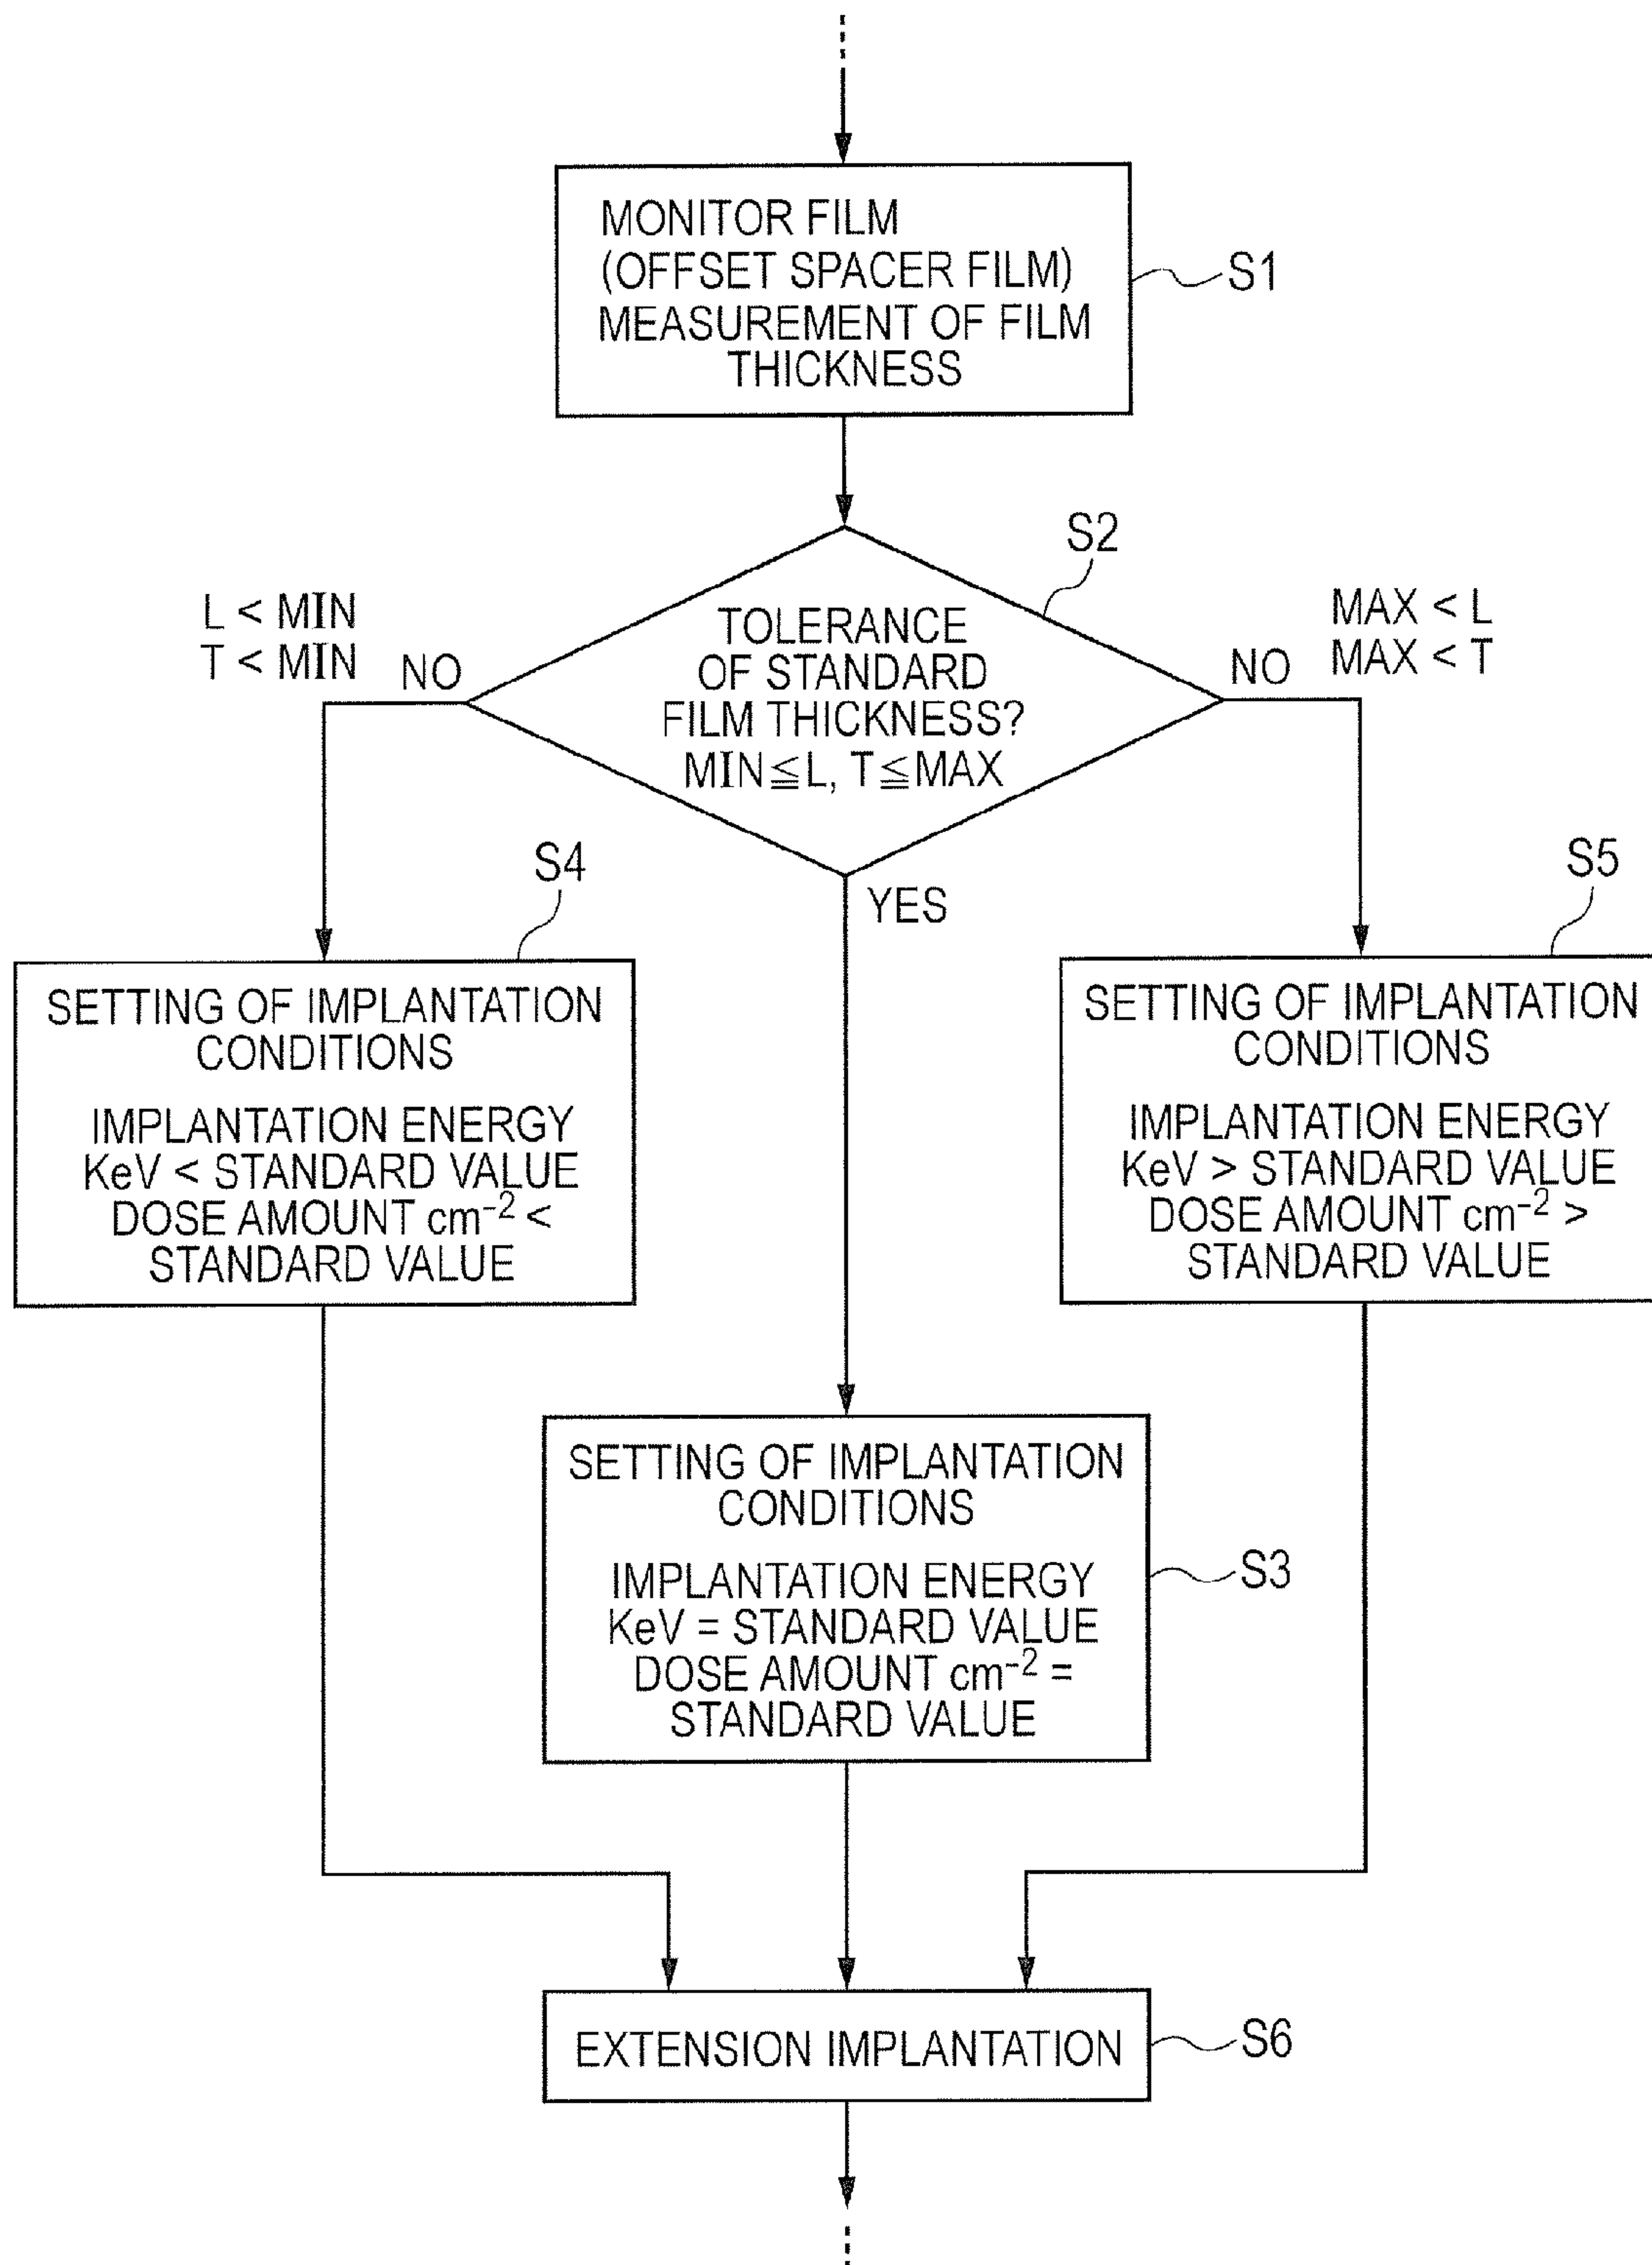 MONITOR FILM
(OFFSET SPACER FILM)
MEASUREMENT OF FILM
THICKNESS
S1
S2
TOLERANCE
OF STANDARD
FILM THICKNESS?
MIN≦L, T≦MAX
L < MIN
T < MIN
NO
NO
MAX < L
MAX < T
YES
S4
SETTING OF IMPLANTATION
CONDITIONS
IMPLANTATION ENERGY
KeV < STANDARD VALUE
DOSE AMOUNT cm⁻² <
STANDARD VALUE
S5
SETTING OF IMPLANTATION
CONDITIONS
IMPLANTATION ENERGY
KeV > STANDARD VALUE
DOSE AMOUNT cm⁻² >
STANDARD VALUE
SETTING OF IMPLANTATION
CONDITIONS
IMPLANTATION ENERGY
KeV = STANDARD VALUE
DOSE AMOUNT cm⁻² =
STANDARD VALUE
S3
EXTENSION IMPLANTATION
S6